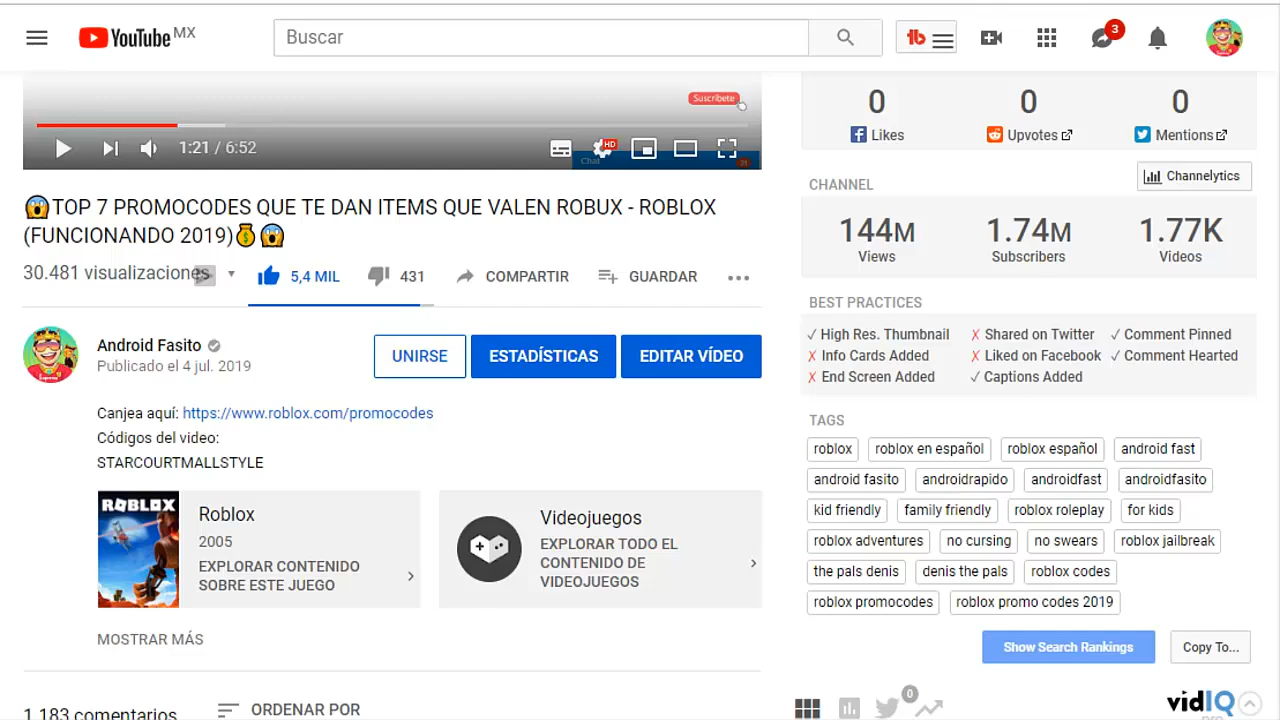 YouTube MX
Buscar
3
Suscríbete
1:21 / 6:52
HD
Chat
😱TOP 7 PROMOCODES QUE TE DAN ITEMS QUE VALEN ROBUX - ROBLOX
(FUNCIONANDO 2019)💰😱
30.481 visualizaciones
5,4 MIL
431
COMPARTIR
GUARDAR
Android Fasito
Publicado el 4 jul. 2019
UNIRSE
ESTADÍSTICAS
EDITAR VÍDEO
Canjea aquí: https://www.roblox.com/promocodes
Códigos del video:
STARCOURTMALLSTYLE
ROBLOX
Roblox
2005
EXPLORAR CONTENIDO
SOBRE ESTE JUEGO
Videojuegos
EXPLORAR TODO EL
CONTENIDO DE
VIDEOJUEGOS
MOSTRAR MÁS
1.183 comentarios
ORDENAR POR
0 0 0
Likes Upvotes Mentions
CHANNEL
Channelytics
144M 1.74M 1.77K
Views Subscribers Videos
BEST PRACTICES
✓ High Res. Thumbnail ✗ Shared on Twitter ✓ Comment Pinned
✗ Info Cards Added ✗ Liked on Facebook ✓ Comment Hearted
✗ End Screen Added ✓ Captions Added
TAGS
roblox roblox en español roblox español android fast
android fasito androidrapido androidfast androidfasito
kid friendly family friendly roblox roleplay for kids
roblox adventures no cursing no swears roblox jailbreak
the pals denis denis the pals roblox codes
roblox promocodes roblox promo codes 2019
Show Search Rankings Copy To...
0
vidIQ